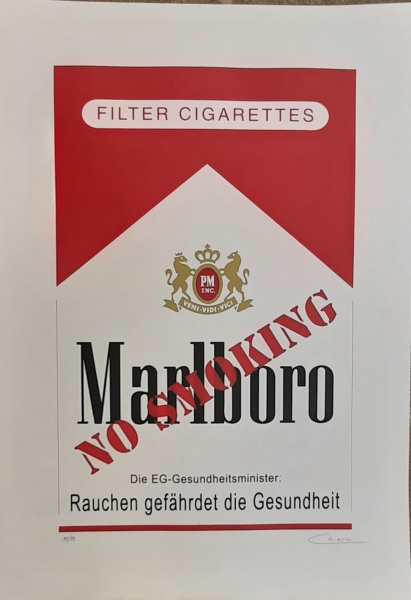 FILTER CIGARETTES
PM
INC.
VENI·VIDI·VICI
Marlboro
NO SMOKING
Die EG-Gesundheitsminister:
Rauchen gefährdet die Gesundheit